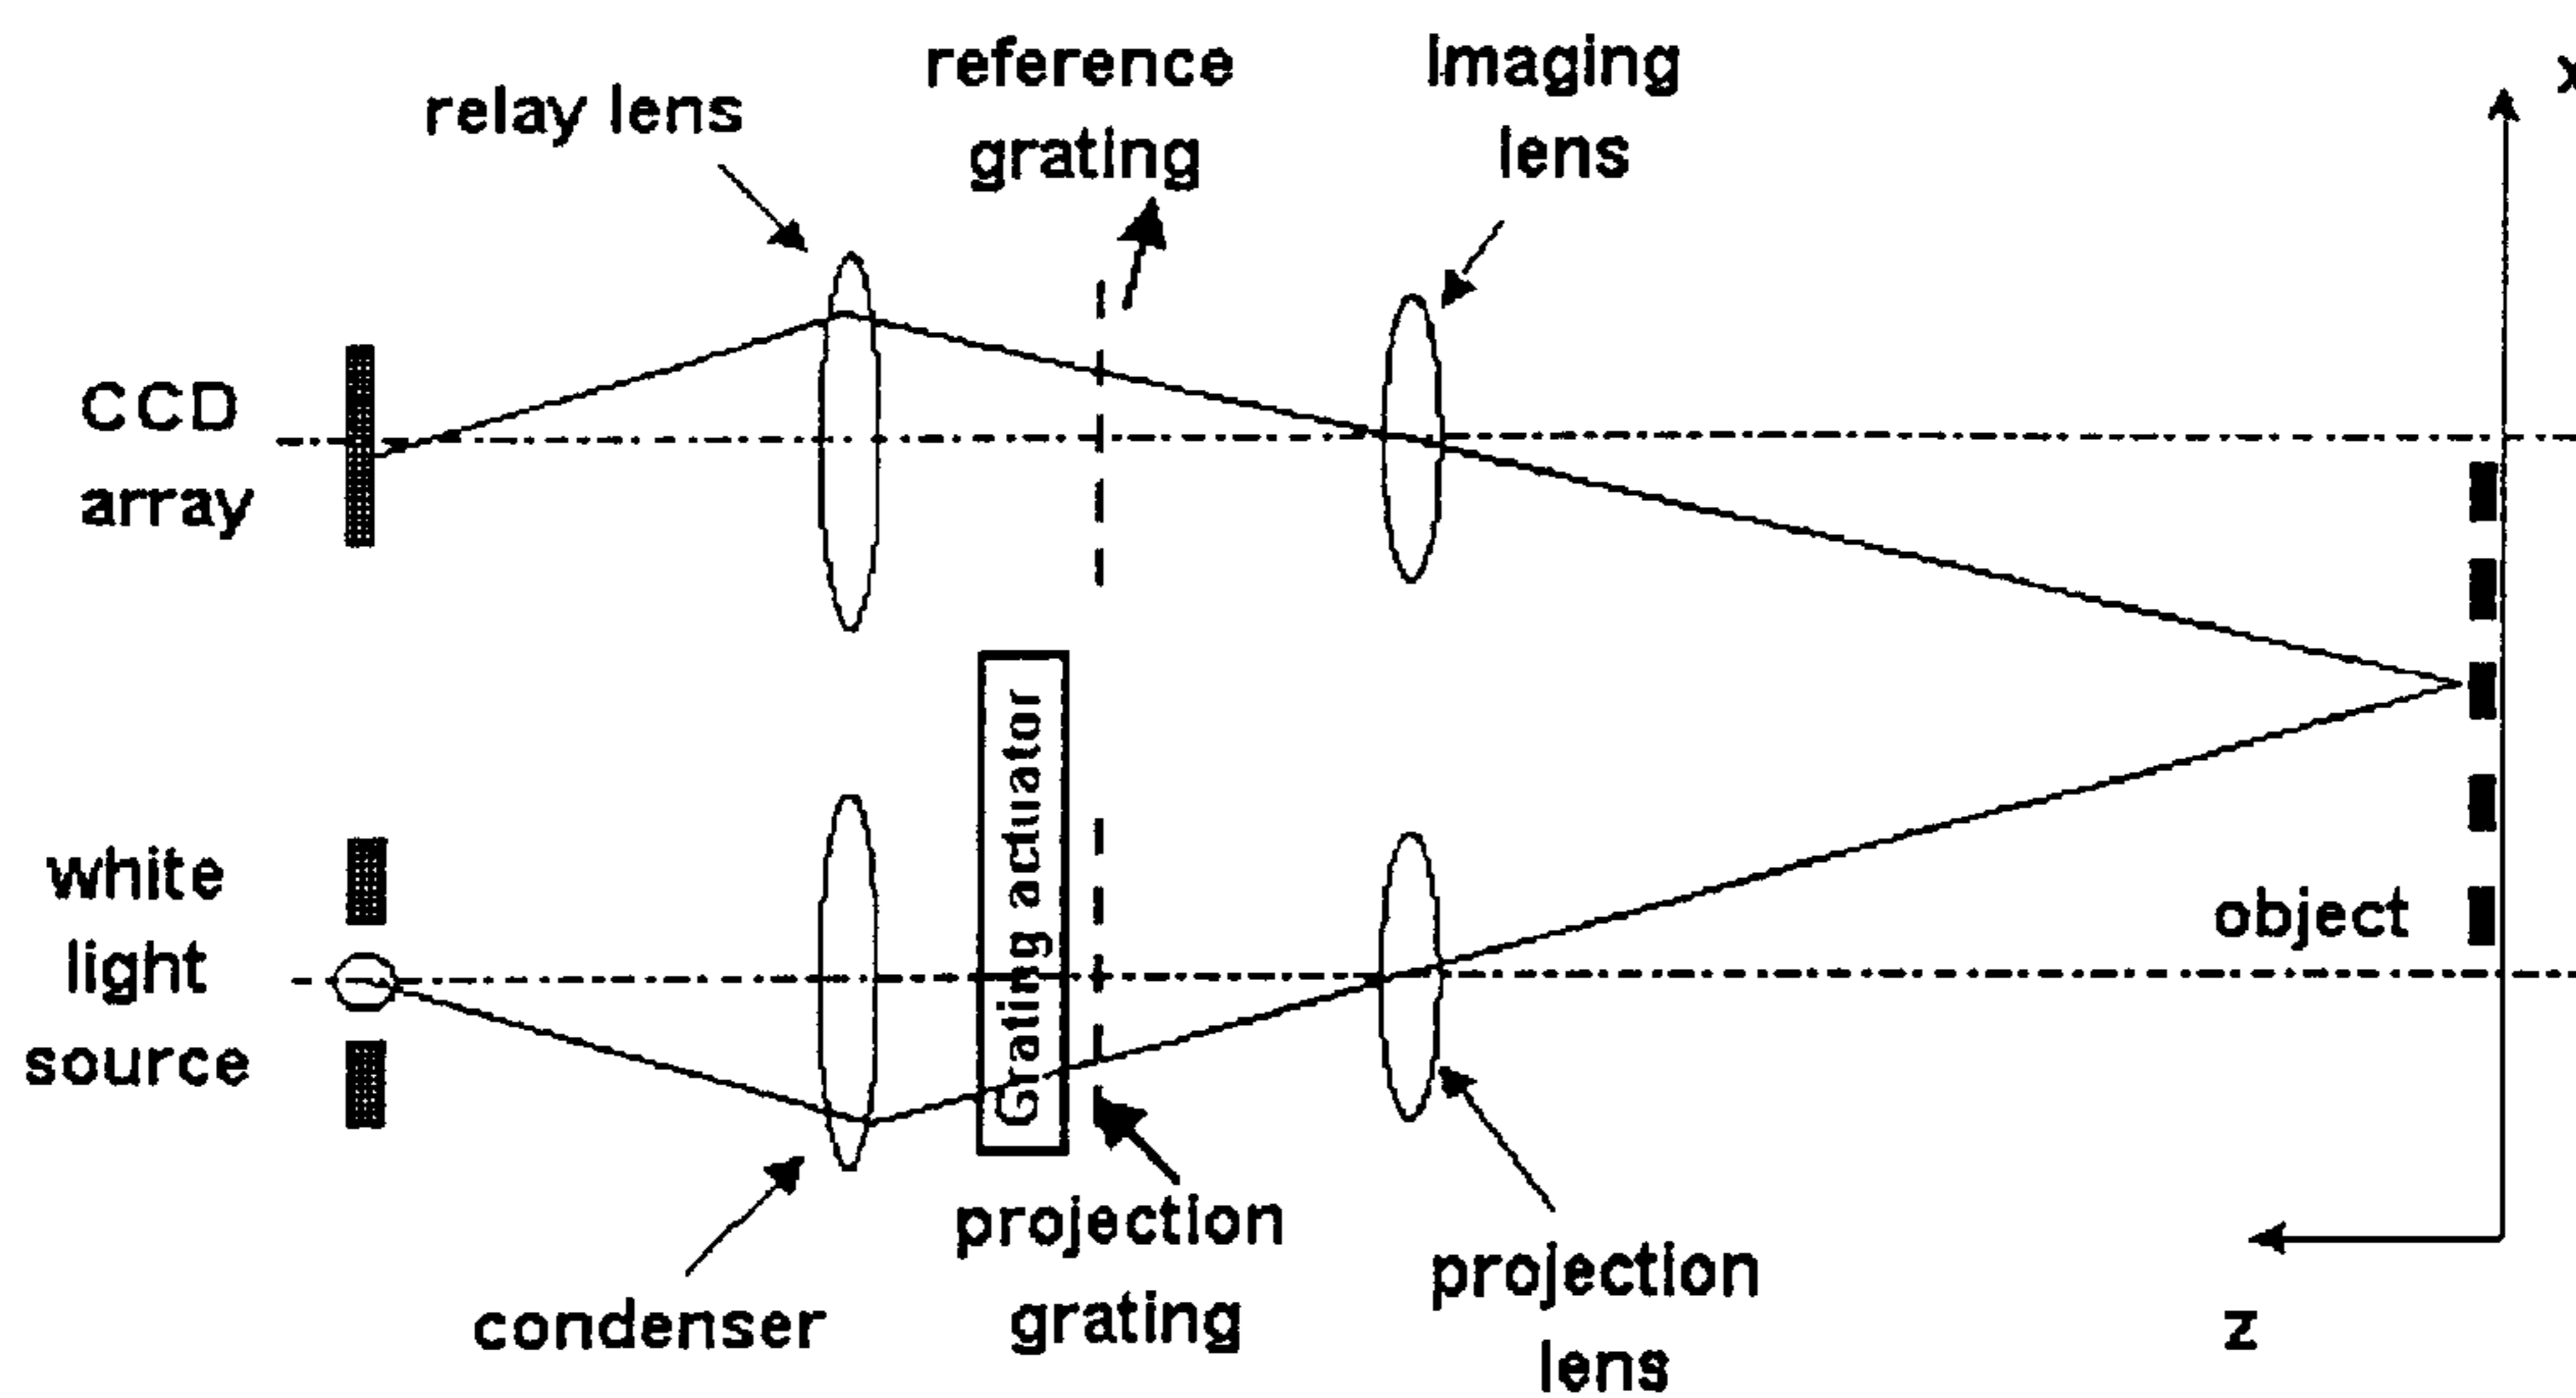 relay lens
reference
grating
Imaging
lens
x
CCD
array
Grating actuator
white
light
source
object
condenser
projection
grating
projection
lens
z